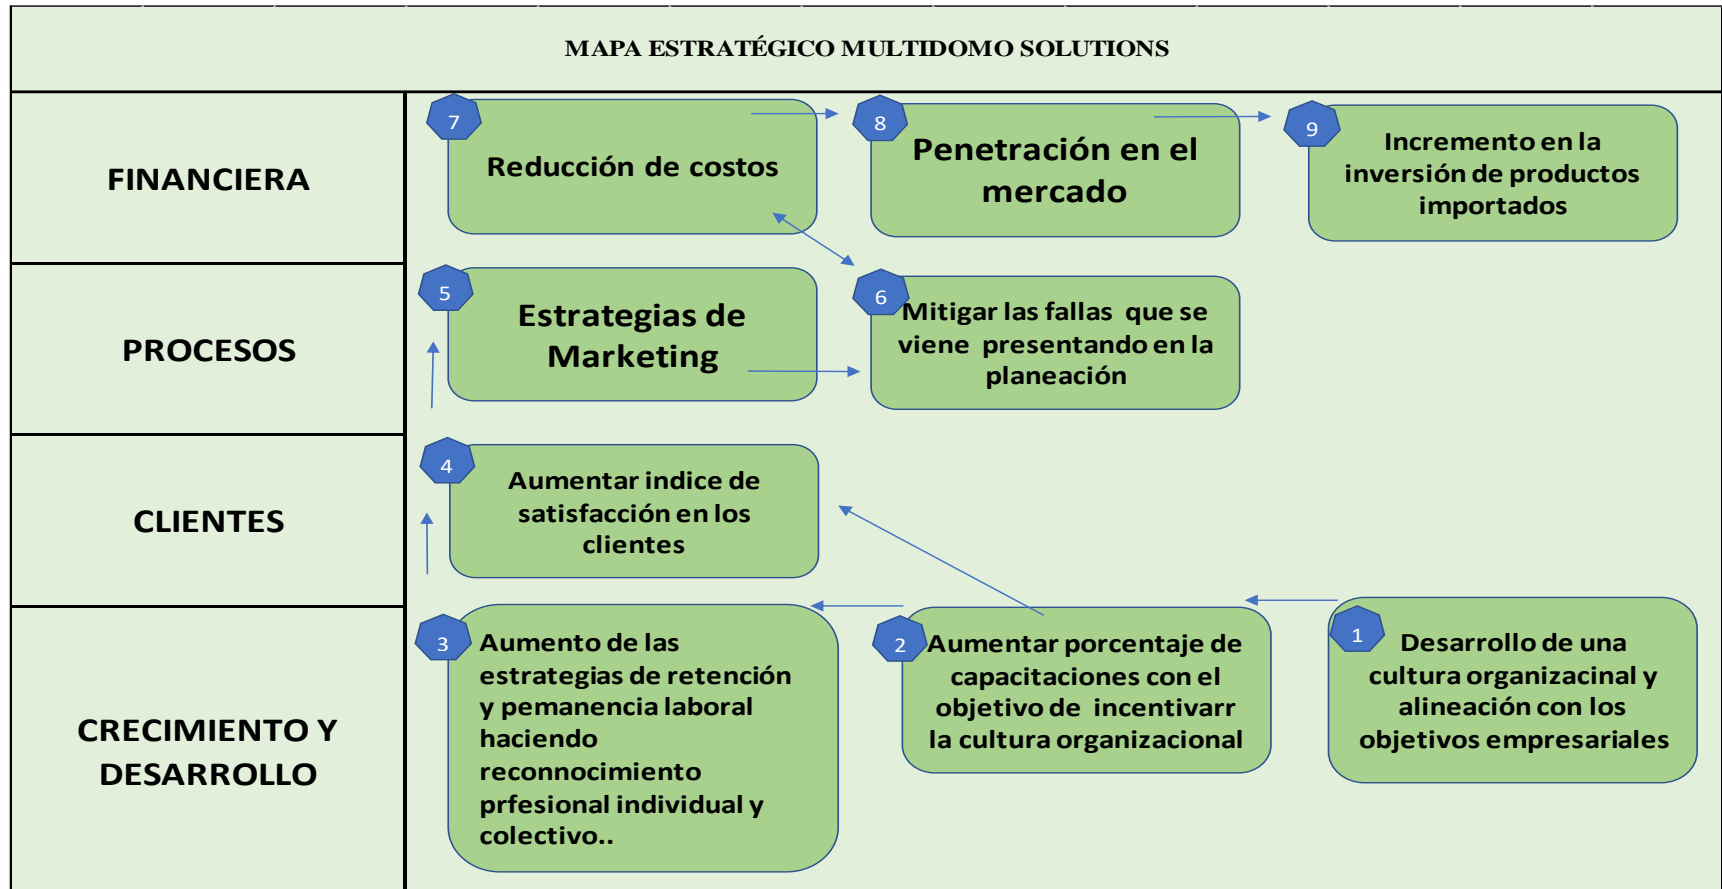 MAPA ESTRATÉGICO MULTIDOMO SOLUTIONS
FINANCIERA
7
Reducción de costos
8
Penetración en el
mercado
9
Incremento en la
inversión de productos
importados
PROCESOS
5
Estrategias de
Marketing
6
Mitigar las fallas que se
viene presentando en la
planeación
CLIENTES
4
Aumentar indice de
satisfacción en los
clientes
CRECIMIENTO Y
DESARROLLO
3
Aumento de las
estrategias de retención
y pemanencia laboral
haciendo
reconnocimiento
prfesional individual y
colectivo..
2
Aumentar porcentaje de
capacitaciones con el
objetivo de incentivarr
la cultura organizacional
1
Desarrollo de una
cultura organizacinal y
alineación con los
objetivos empresariales